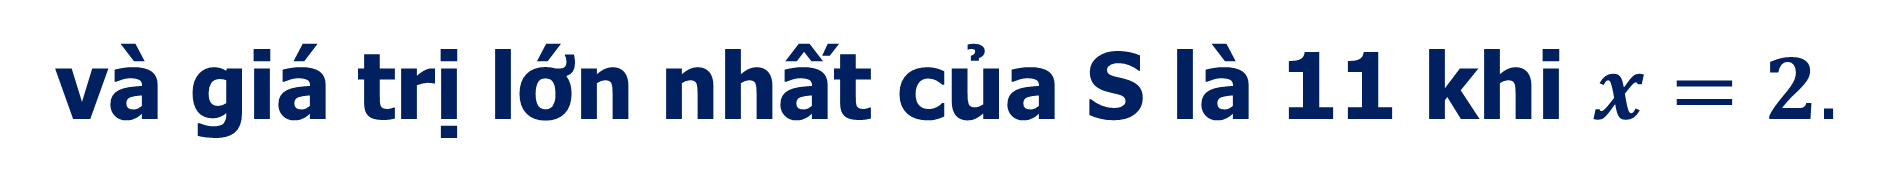 và giá trị lớn nhất của S là 11 khi x = 2.